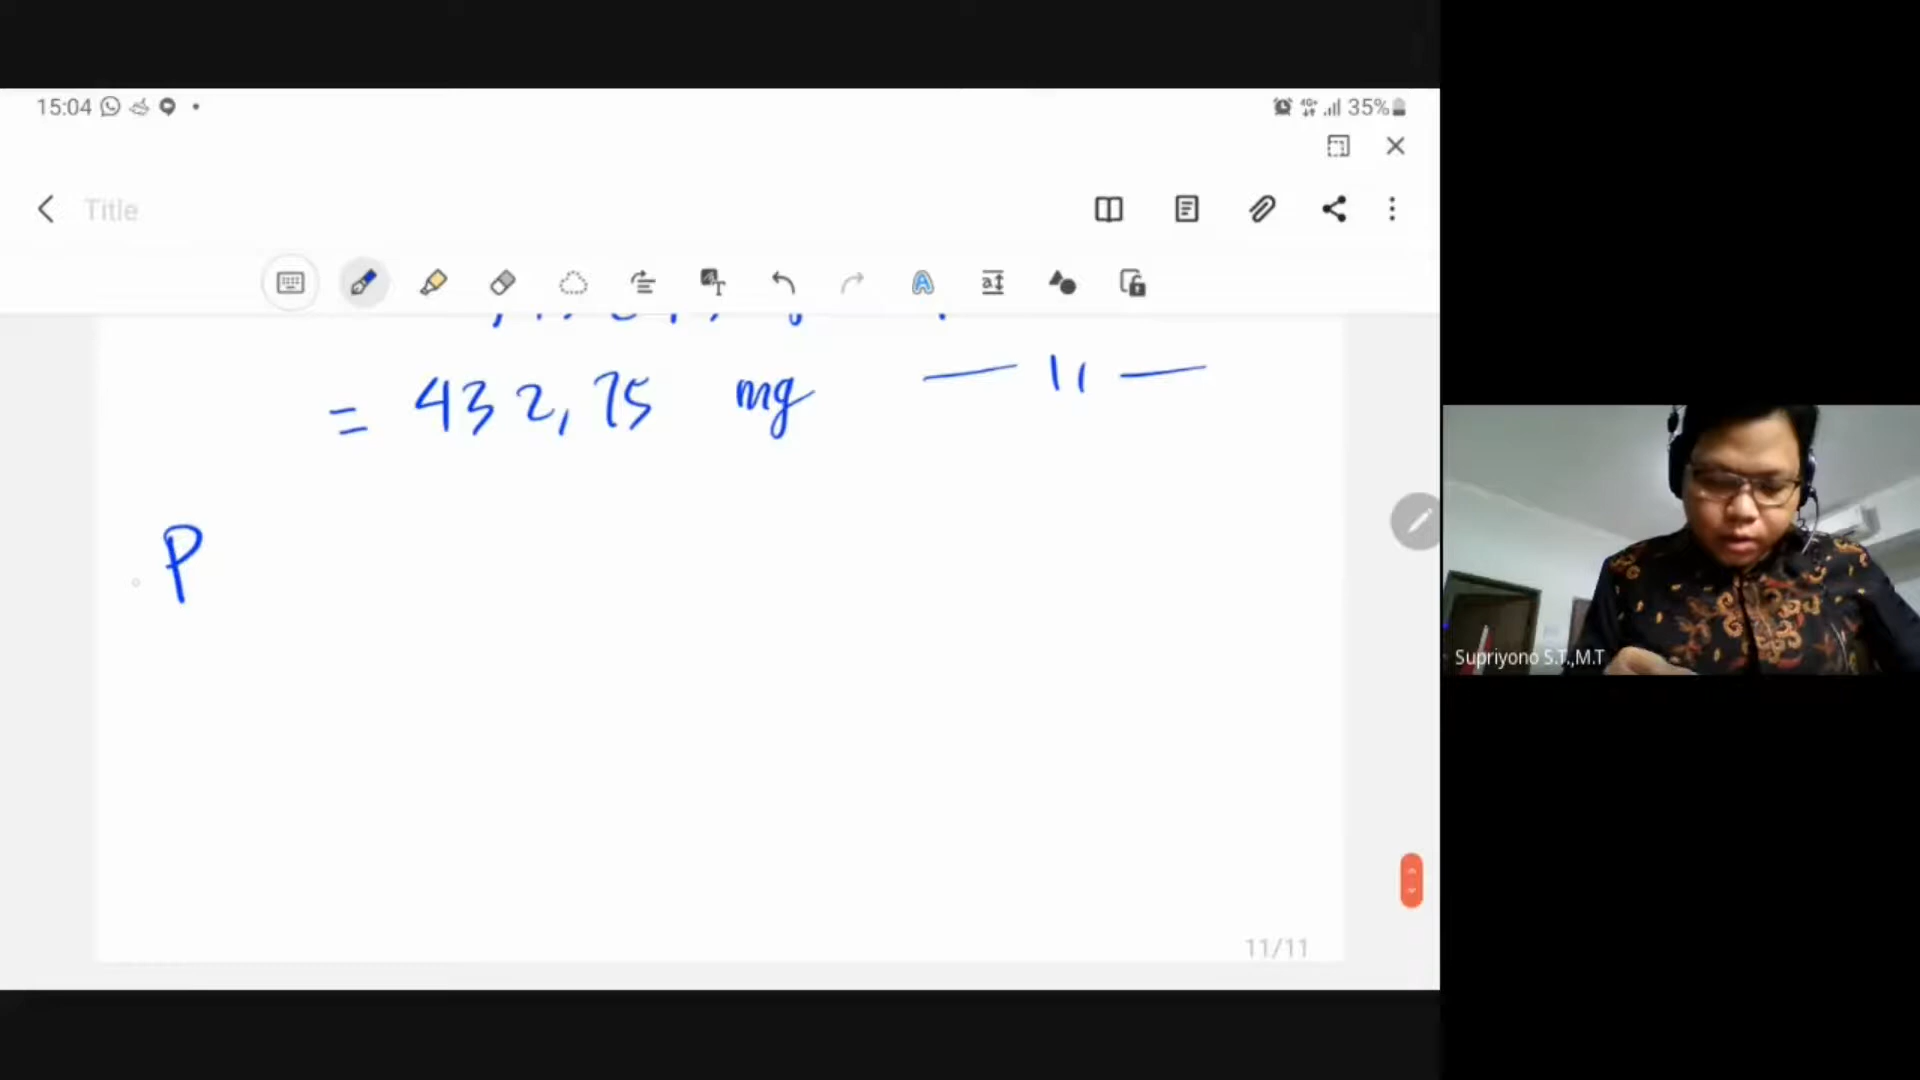 15:04 35%
Title
= 432,75 mg — 11 —
P
11/11
Supriyono S.T.,M.T